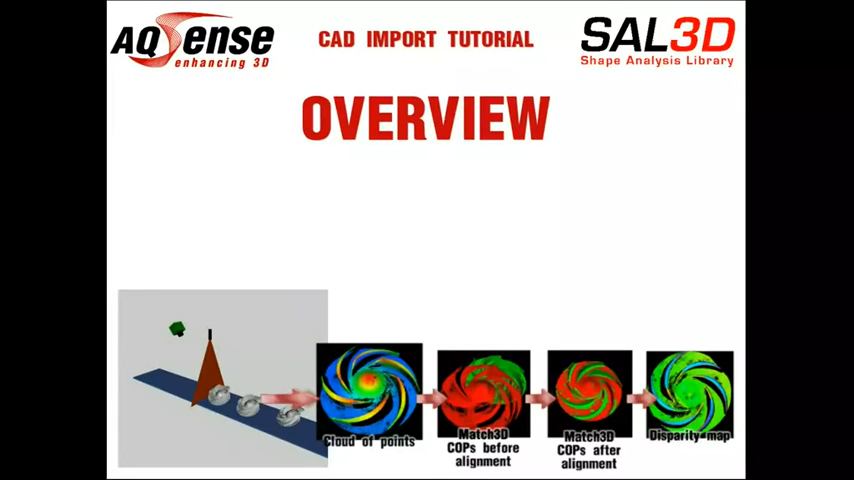 AQSense
enhancing 3D
CAD IMPORT TUTORIAL
SAL3D
Shape Analysis Library
OVERVIEW
Cloud of points
Match3D
COPs before
alignment
Match3D
COPs after
alignment
Disparity map